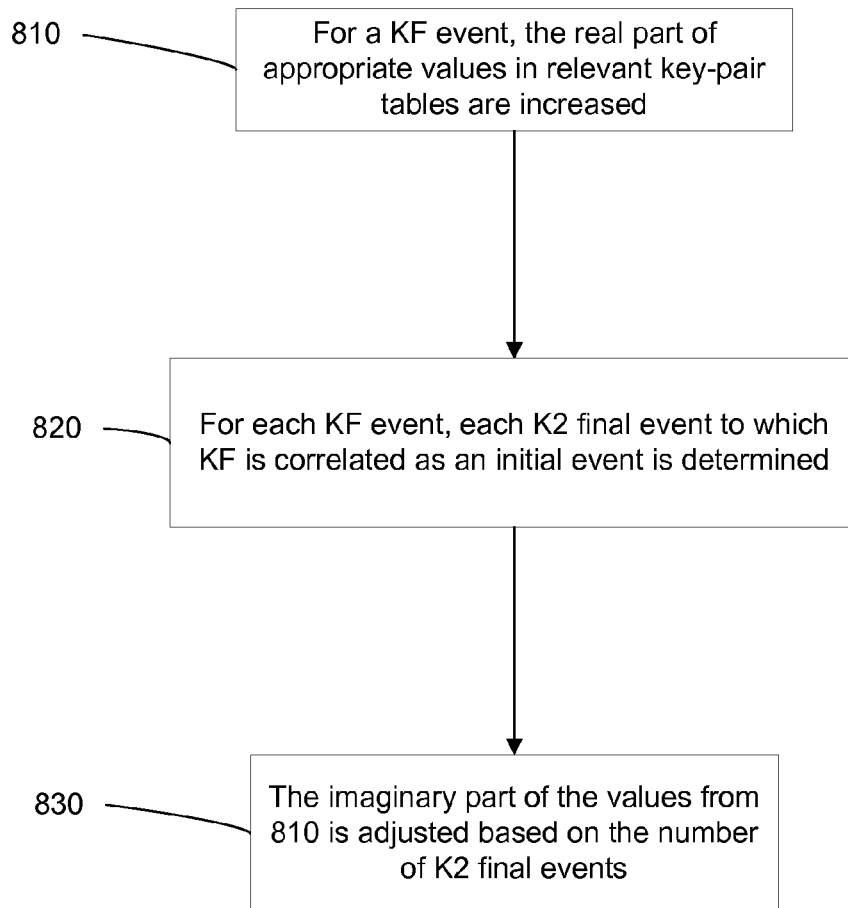 810
For a KF event, the real part of
appropriate values in relevant key-pair
tables are increased
820
For each KF event, each K2 final event to which
KF is correlated as an initial event is determined
830
The imaginary part of the values from
810 is adjusted based on the number
of K2 final events